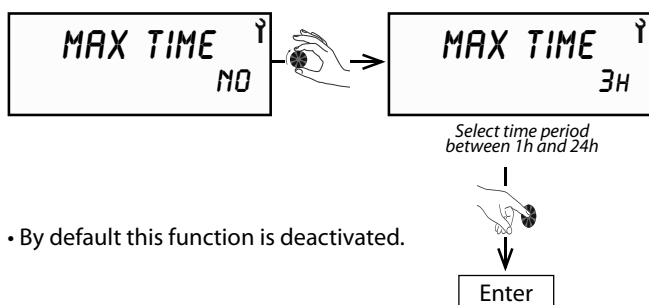 MAX TIME
NO
MAX TIME
3H
Select time period
between 1h and 24h
• By default this function is deactivated.
Enter